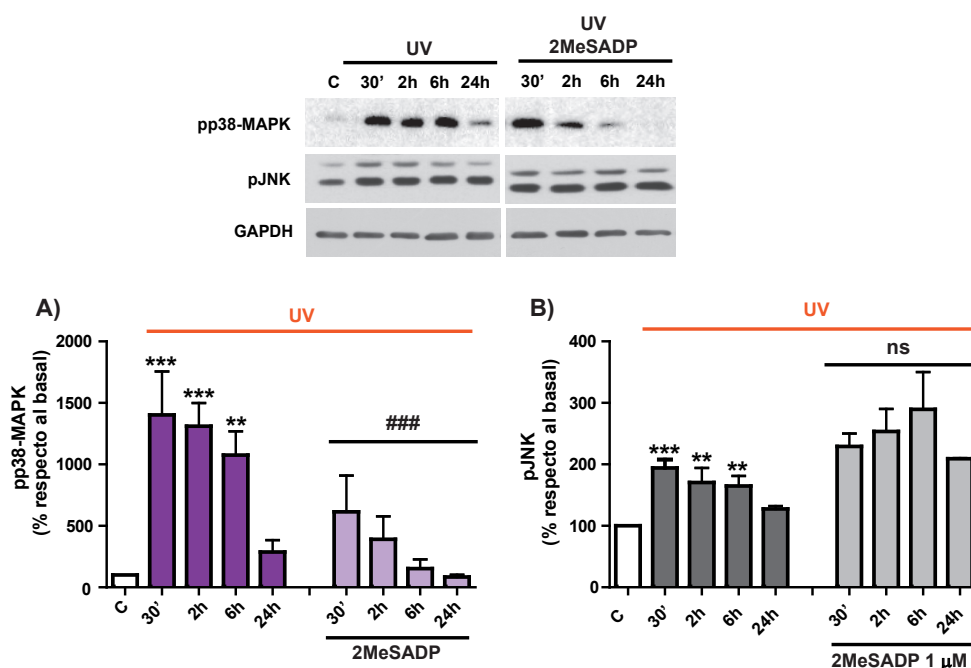 UV
UV
2MeSADP
C 30' 2h 6h 24h 30' 2h 6h 24h
pp38-MAPK
pJNK
GAPDH
A)
UV
pp38-MAPK
(% respecto al basal)
2000
1500
1000
500
0
***
***
**
###
C 30' 2h 6h 24h 30' 2h 6h 24h
2MeSADP
B)
UV
pJNK
(% respecto al basal)
400
300
200
100
0
***
**
**
ns
C 30' 2h 6h 24h 30' 2h 6h 24h
2MeSADP 1 µM